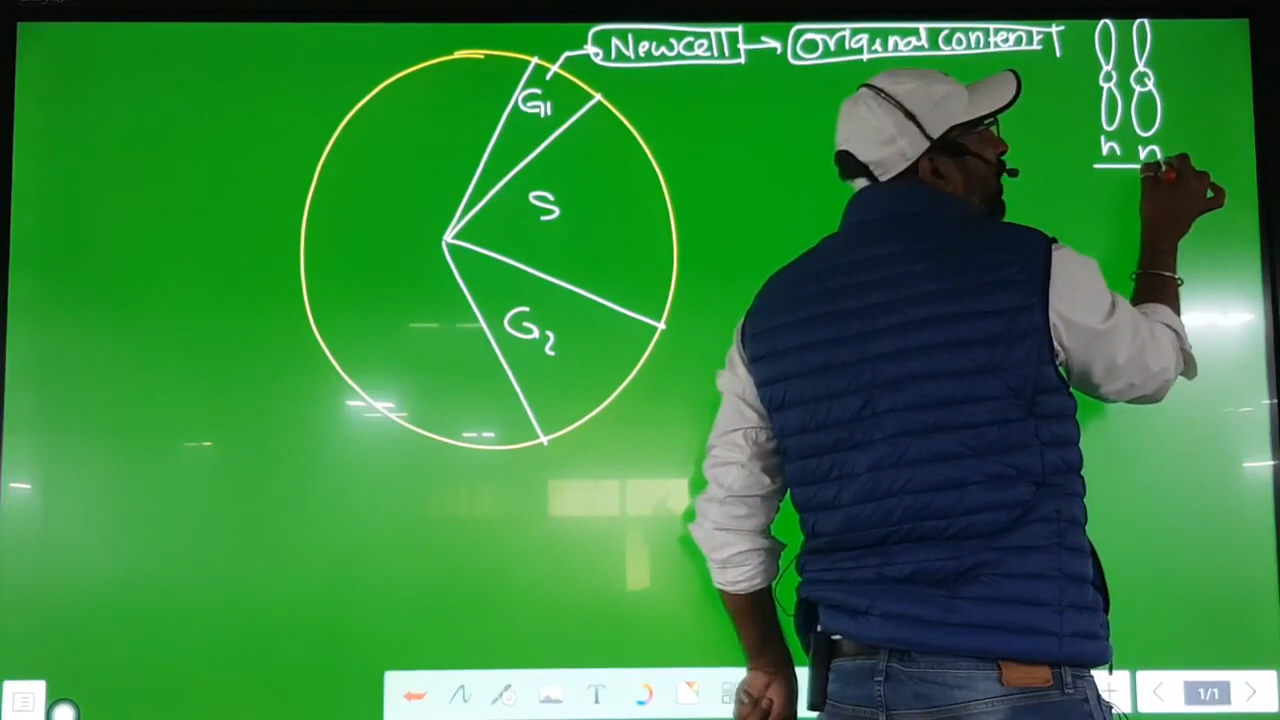 Newcell → Original content
G1
S
G2
n n
T
1/1